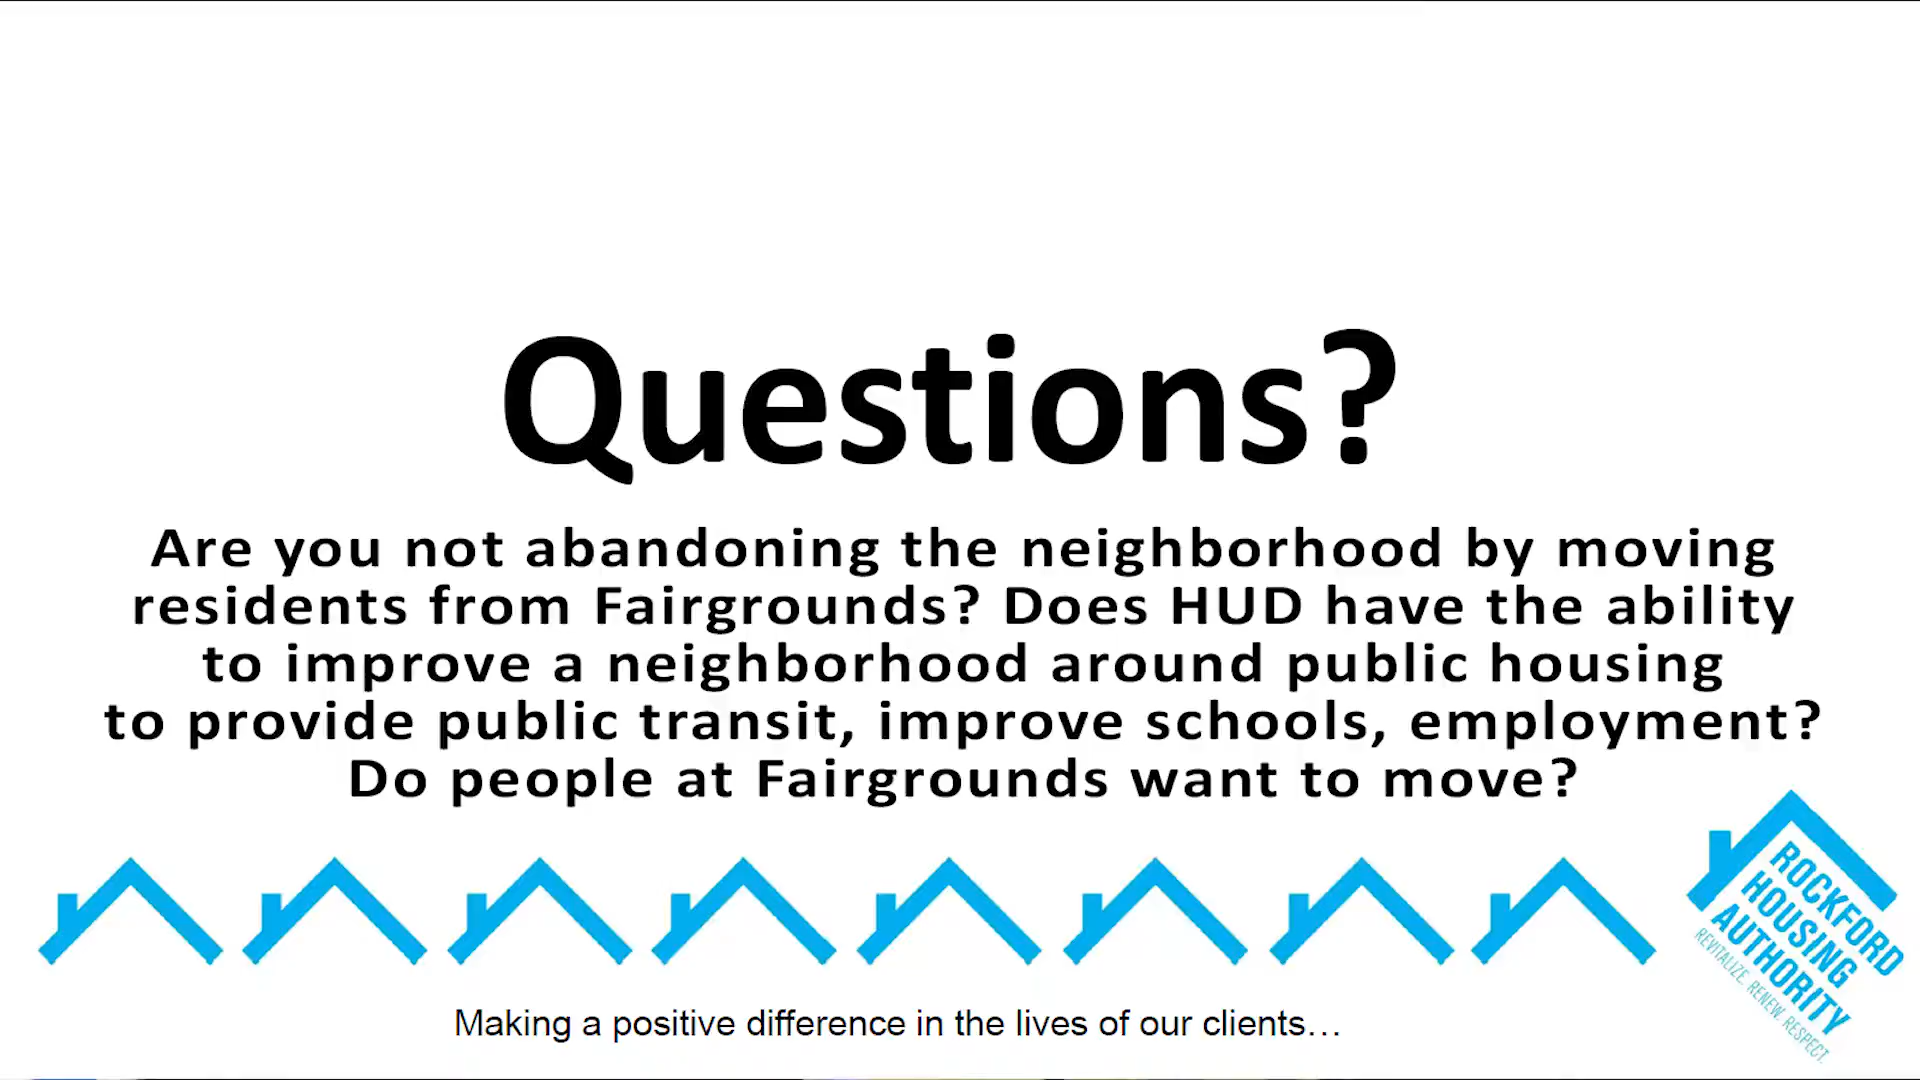 Questions?
Are you not abandoning the neighborhood by moving
residents from Fairgrounds? Does HUD have the ability
to improve a neighborhood around public housing
to provide public transit, improve schools, employment?
Do people at Fairgrounds want to move?
ROCKFORD
HOUSING
AUTHORITY
REVITALIZE. RENEW. RESPECT.
Making a positive difference in the lives of our clients…